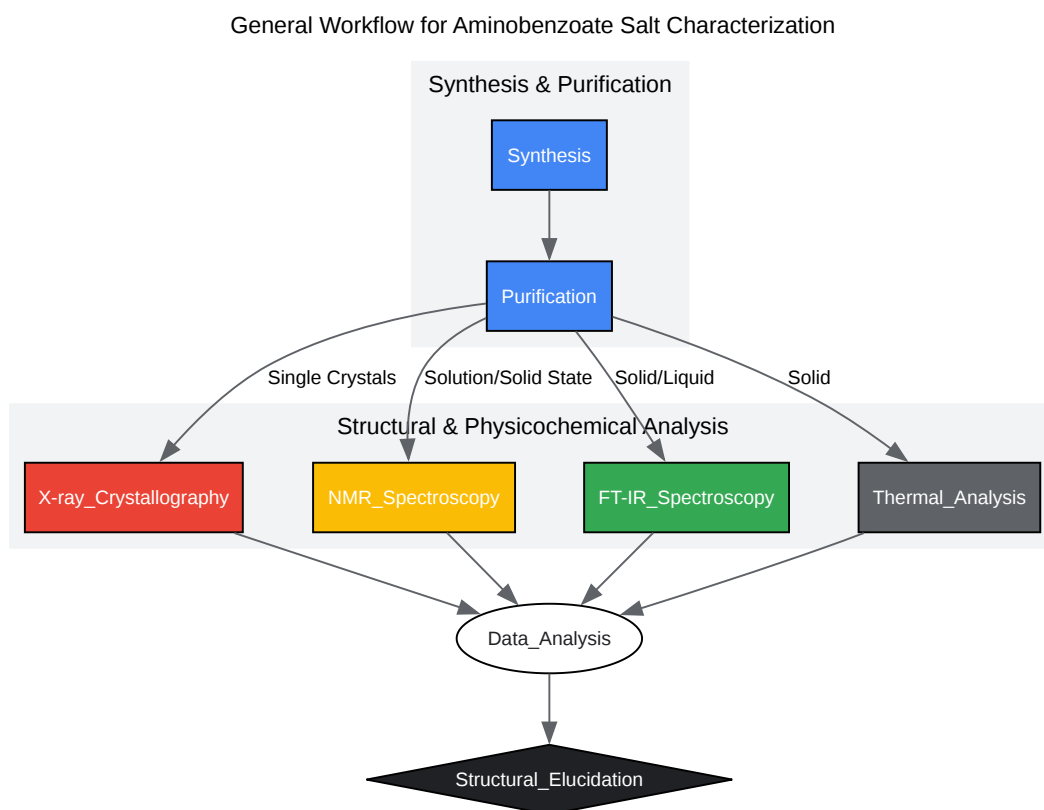 General Workflow for Aminobenzoate Salt Characterization
Synthesis & Purification
Synthesis
Purification
Single Crystals
Solution/Solid State
Solid/Liquid
Solid
Structural & Physicochemical Analysis
X-ray_Crystallography
NMR_Spectroscopy
FT-IR_Spectroscopy
Thermal_Analysis
Data_Analysis
Structural_Elucidation